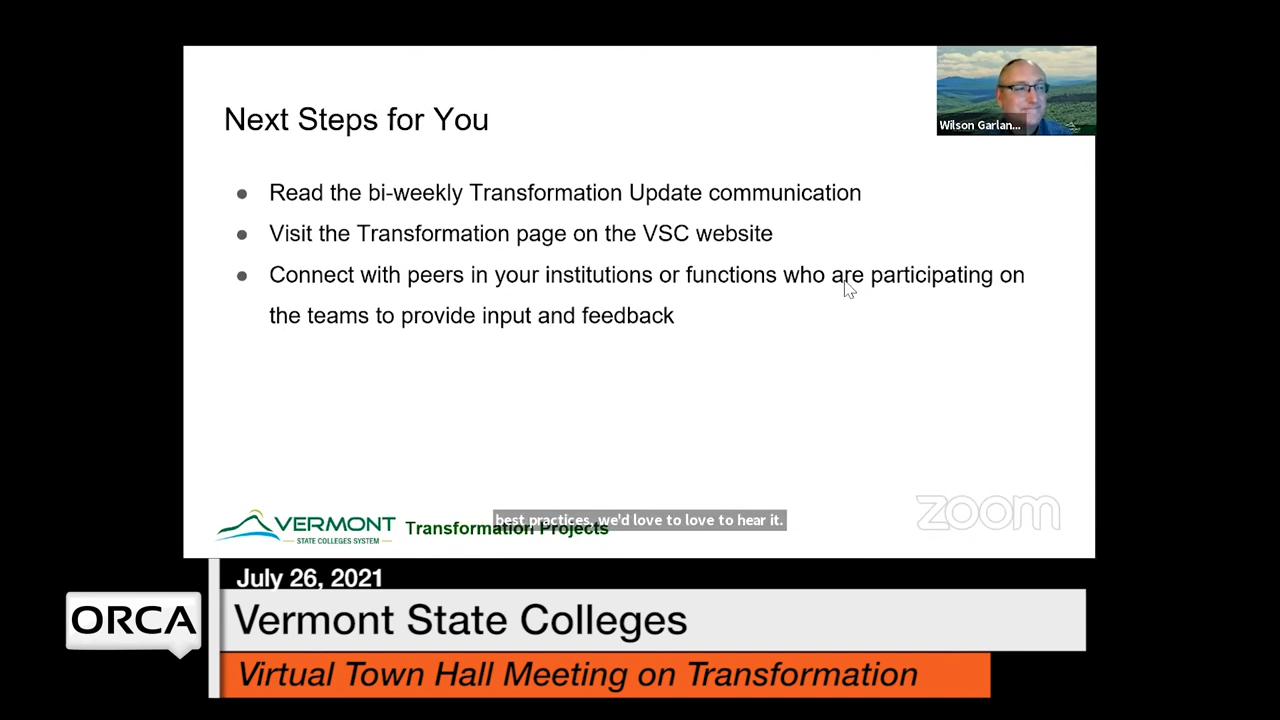 Next Steps for You
Wilson Garlan...
● Read the bi-weekly Transformation Update communication
● Visit the Transformation page on the VSC website
● Connect with peers in your institutions or functions who are participating on
the teams to provide input and feedback
VERMONT
STATE COLLEGES SYSTEM
Transformation Projects
best practices, we'd love to love to hear it.
zoom
July 26, 2021
ORCA
Vermont State Colleges
Virtual Town Hall Meeting on Transformation